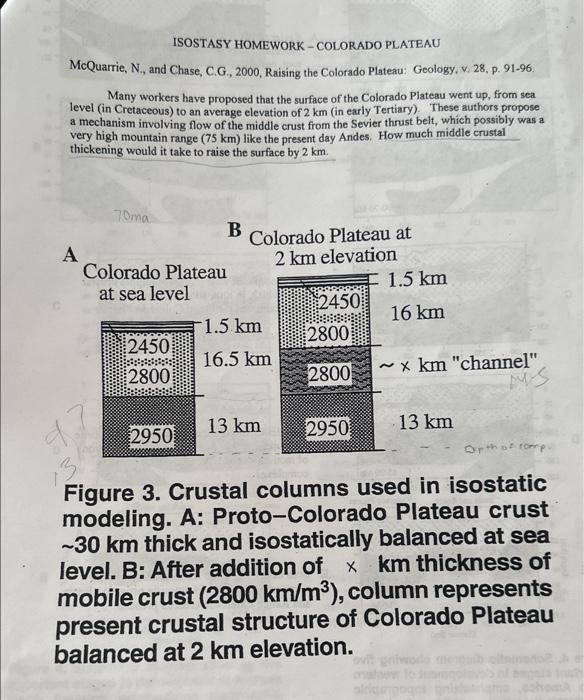 ISOSTASY HOMEWORK – COLORADO PLATEAU
McQuarrie, N., and Chase, C.G., 2000, Raising the Colorado Plateau: Geology, v. 28, p. 91-96.
Many workers have proposed that the surface of the Colorado Plateau went up, from sea
level (in Cretaceous) to an average elevation of 2 km (in early Tertiary). These authors propose
a mechanism involving flow of the middle crust from the Sevier thrust belt, which possibly was a
very high mountain range (75 km) like the present day Andes. How much middle crustal
thickening would it take to raise the surface by 2 km.
70ma
A
Colorado Plateau
at sea level
2450
2800
2950
1.5 km
16.5 km
13 km
B
Colorado Plateau at
2 km elevation
2450
2800
2800
2950
1.5 km
16 km
~ x km "channel"
13 km
d?
13
Depth of comp.
Figure 3. Crustal columns used in isostatic
modeling. A: Proto–Colorado Plateau crust
~30 km thick and isostatically balanced at sea
level. B: After addition of x km thickness of
mobile crust (2800 km/m³), column represents
present crustal structure of Colorado Plateau
balanced at 2 km elevation.